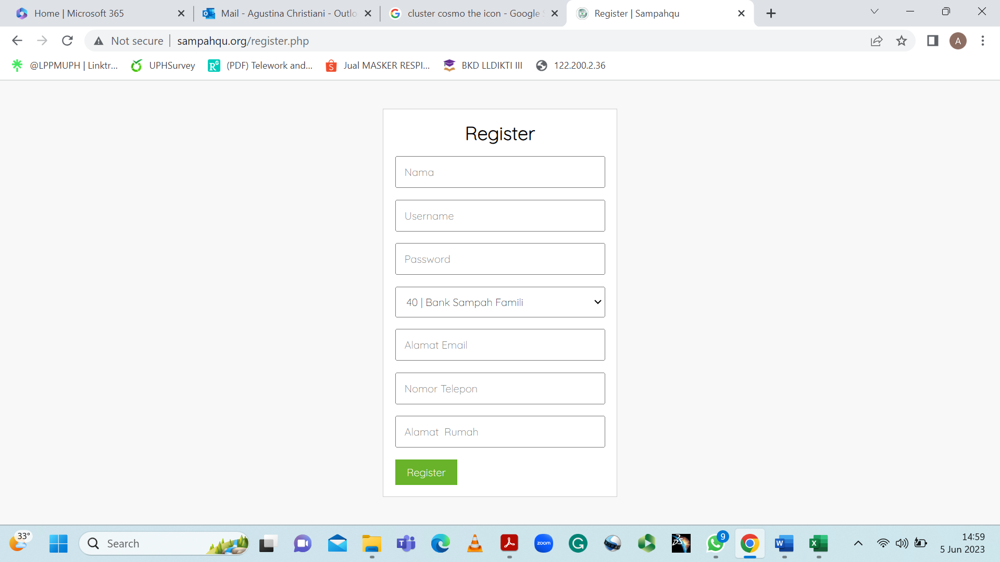 Home | Microsoft 365
Mail - Agustina Christiani - Outlo
cluster cosmo the icon - Google
Register | Sampahqu
Not secure
sampahqu.org/register.php
A
@LPPMUPH | Linktr...
UPHSurvey
(PDF) Telework and...
Jual MASKER RESPI...
BKD LLDIKTI III
122.200.2.36
Register
Nama
Username
Password
40 | Bank Sampah Famili
Alamat Email
Nomor Telepon
Alamat Rumah
Register
33°
Search
zoom
9
14:59
5 Jun 2023